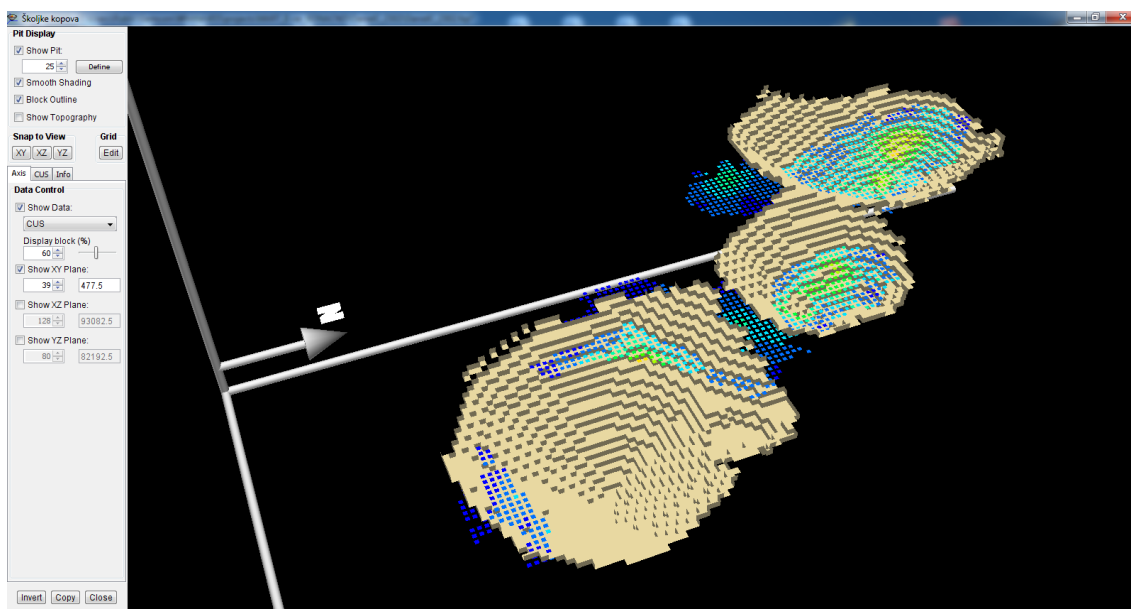 Školjke kopova
Pit Display
Show Pit:
25 Define
Smooth Shading
Block Outline
Show Topography
Snap to View Grid
XY XZ YZ Edit
Axis CUS Info
Data Control
Show Data:
CUS
Display block (%)
60
Show XY Plane:
39 477.5
Show XZ Plane:
128 93082.5
Show YZ Plane:
80 82192.5
N
Invert Copy Close